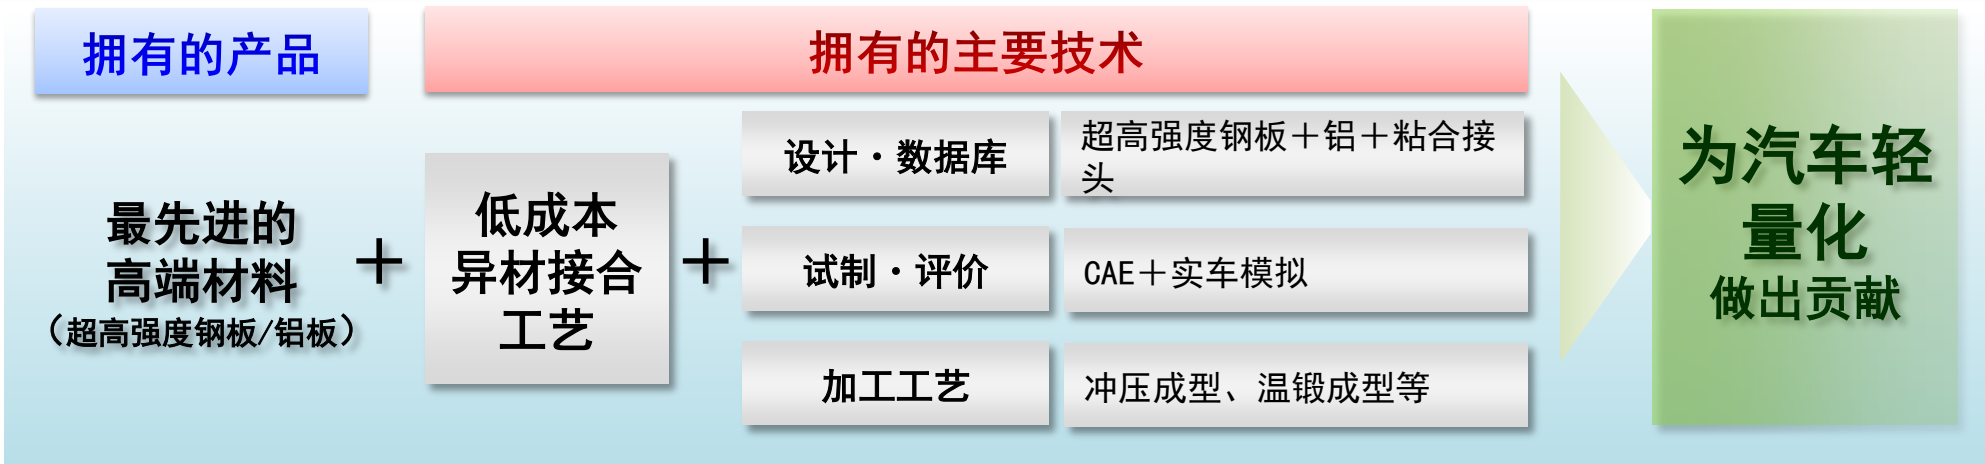 拥有的产品
拥有的主要技术
最先进的
高端材料
（超高强度钢板/铝板）
＋
低成本
异材接合
工艺
＋
设计・数据库
超高强度钢板＋铝＋粘合接
头
试制・评价
CAE＋实车模拟
加工工艺
冲压成型、温锻成型等
为汽车轻
量化
做出贡献